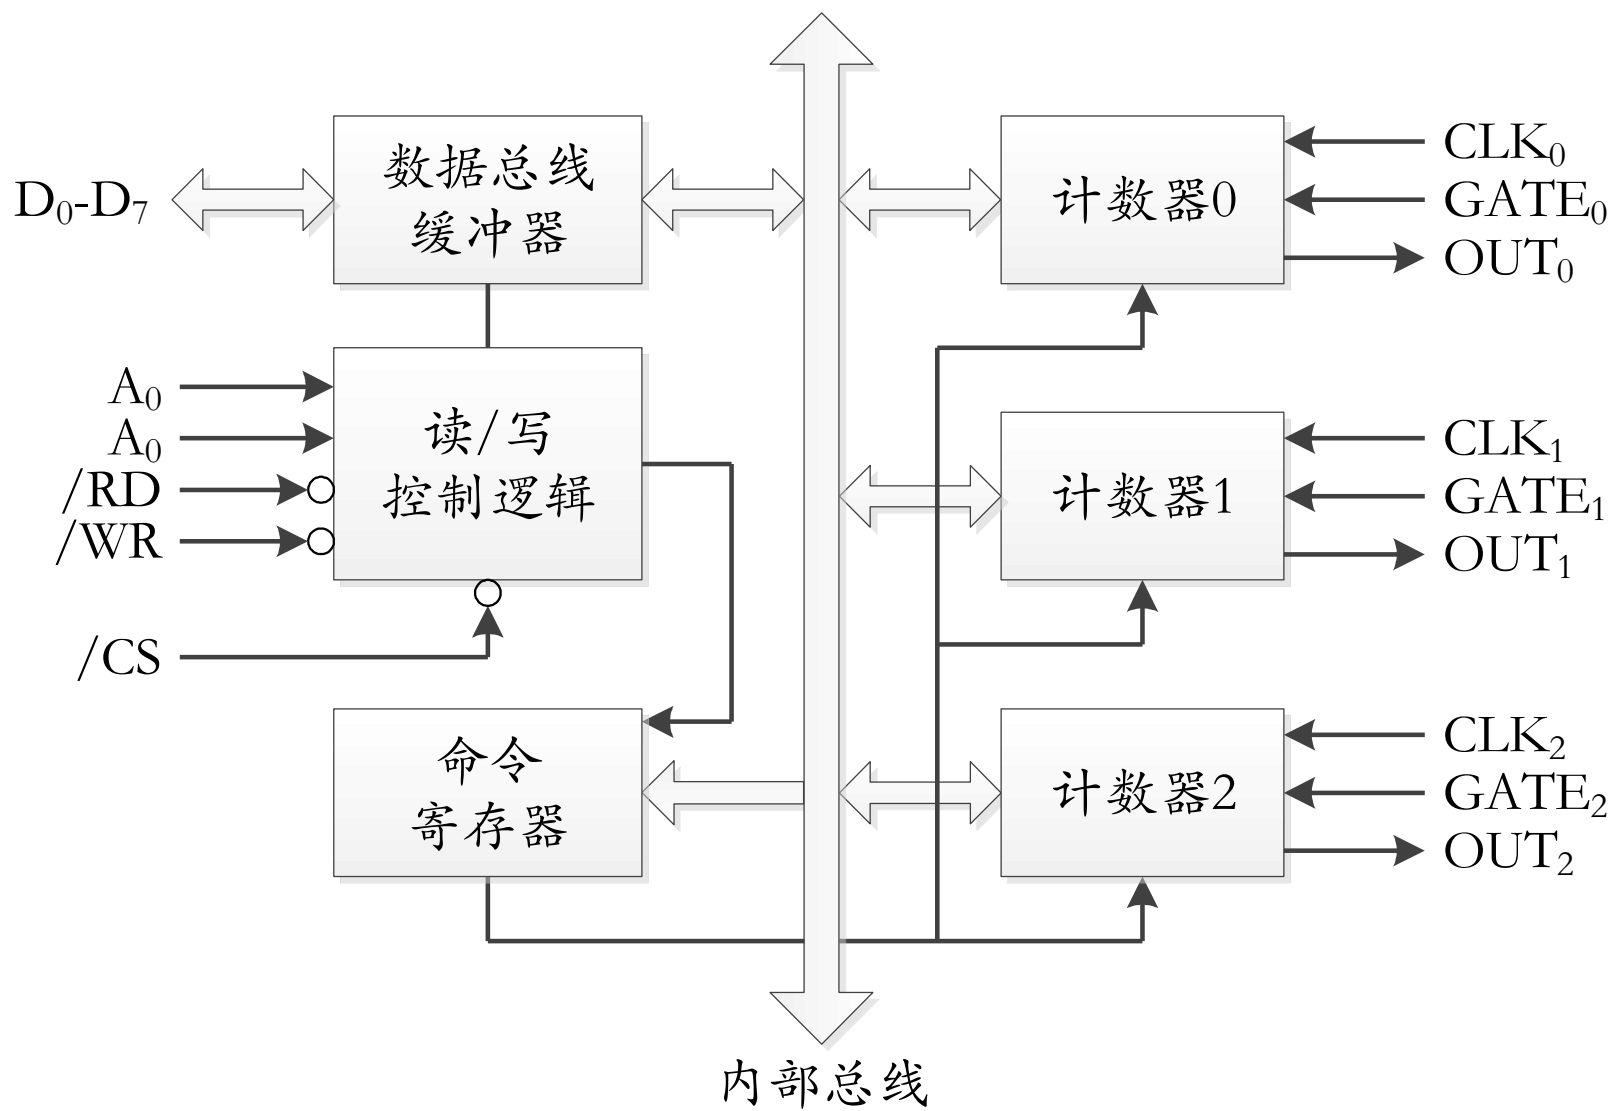 D₀-D₇
数据总线
缓冲器
A₀
A₀
/RD
/WR
读/写
控制逻辑
/CS
命令
寄存器
计数器0
CLK₀
GATE₀
OUT₀
计数器1
CLK₁
GATE₁
OUT₁
计数器2
CLK₂
GATE₂
OUT₂
内部总线